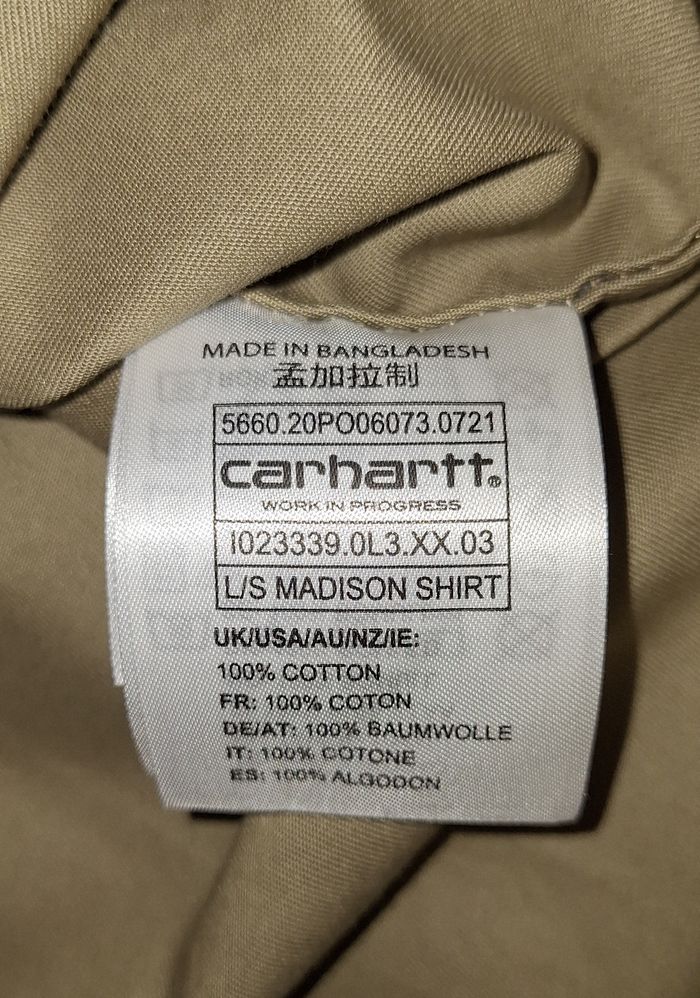 MADE IN BANGLADESH
孟加拉制
5660.20PO06073.0721
carhartt®
WORK IN PROGRESS
I023339.0L3.XX.03
L/S MADISON SHIRT
UK/USA/AU/NZ/IE:
100% COTTON
FR: 100% COTON
DE/AT: 100% BAUMWOLLE
IT: 100% COTONE
ES: 100% ALGODON